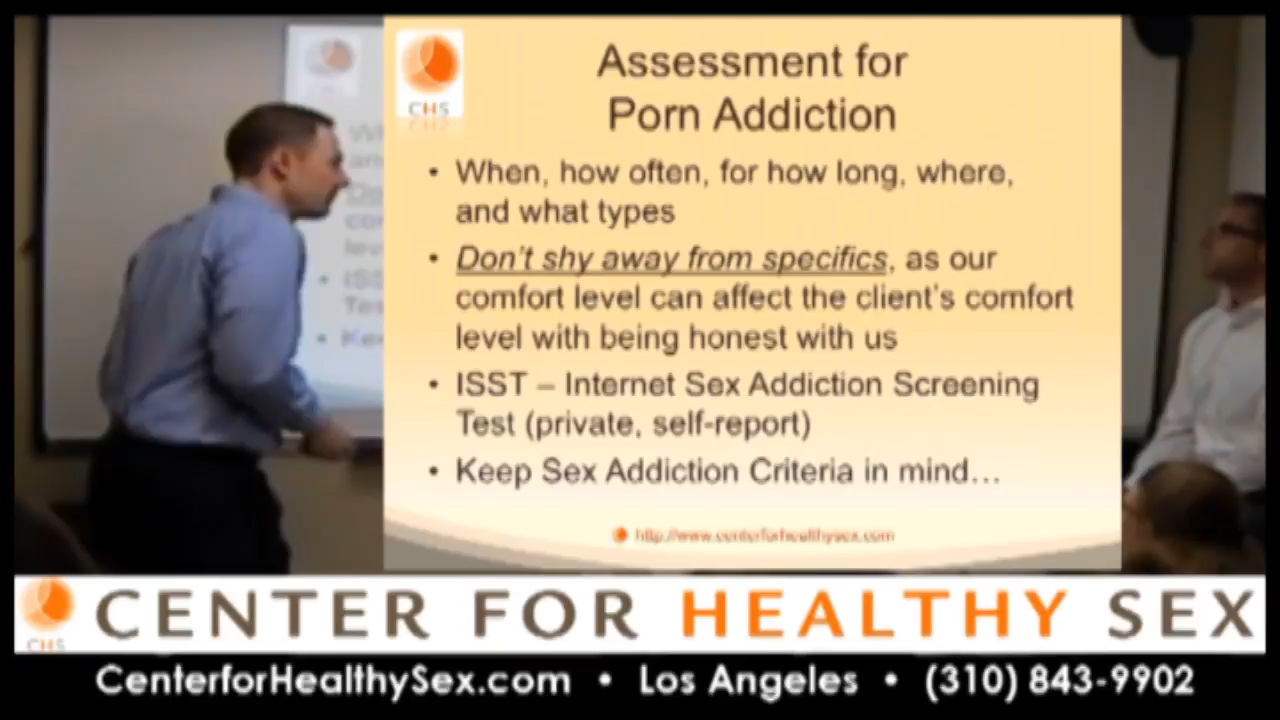 CHS
Assessment for
Porn Addiction
• When, how often, for how long, where,
and what types
• Don't shy away from specifics, as our
comfort level can affect the client's comfort
level with being honest with us
• ISST – Internet Sex Addiction Screening
Test (private, self-report)
• Keep Sex Addiction Criteria in mind...
http://www.centerforhealthysex.com
CHS
CENTER FOR HEALTHY SEX
CenterforHealthySex.com • Los Angeles • (310) 843-9902